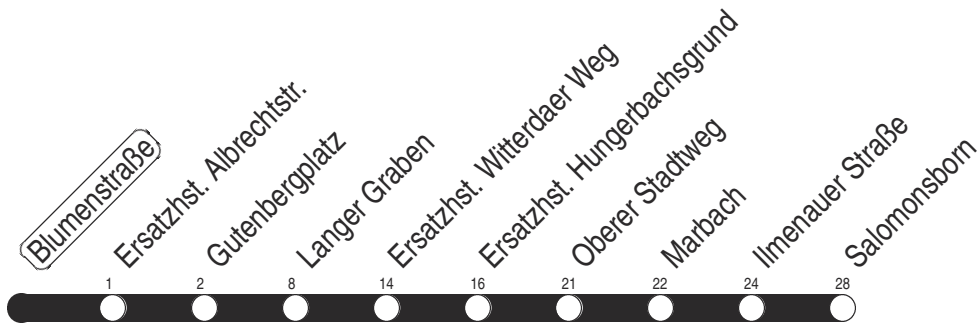 Blumenstraße
Ersatzhst. Albrechtstr.
Gutenbergplatz
Langer Graben
Ersatzhst. Witterdaer Weg
Ersatzhst. Hungerbachsgrund
Oberer Stadtweg
Marbach
Ilmenauer Straße
Salomonsborn
1 2 8 14 16 21 22 24 28